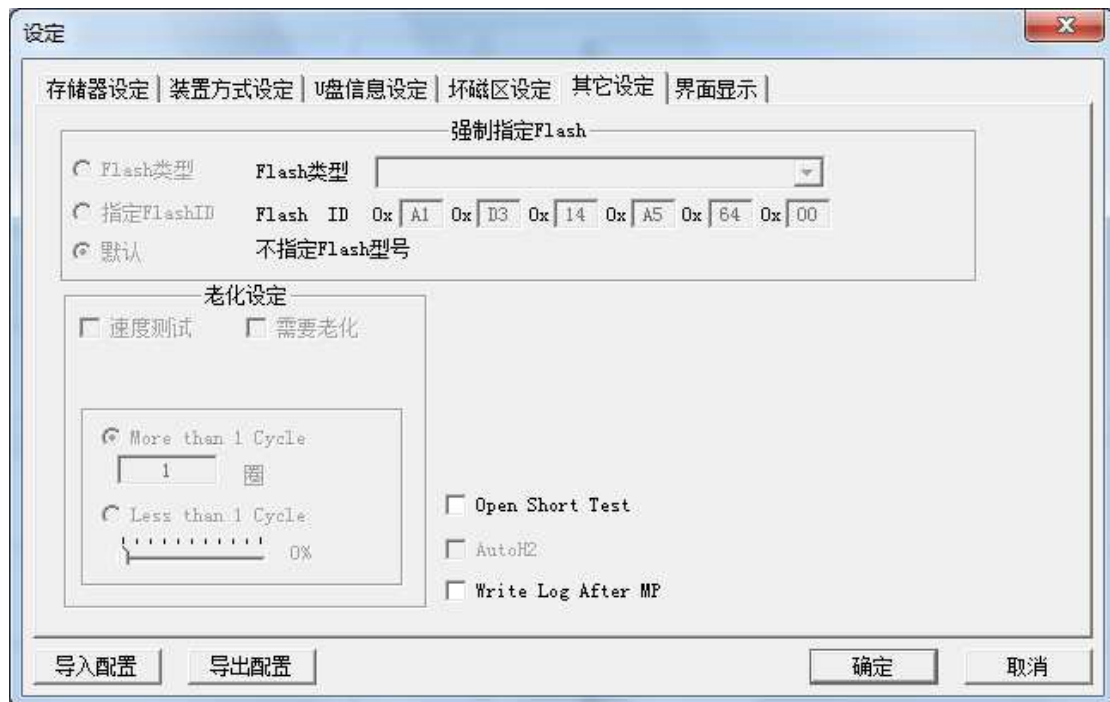 设定
存储器设定 装置方式设定 U盘信息设定 坏磁区设定 其它设定 界面显示
强制指定Flash
Flash类型 Flash类型
指定FlashID Flash ID 0x A1 0x D3 0x 14 0x A5 0x 64 0x 00
默认 不指定Flash型号
老化设定
速度测试 需要老化
More than 1 Cycle
1 圈
Less than 1 Cycle
0%
Open Short Test
AutoH2
Write Log After MP
导入配置 导出配置 确定 取消